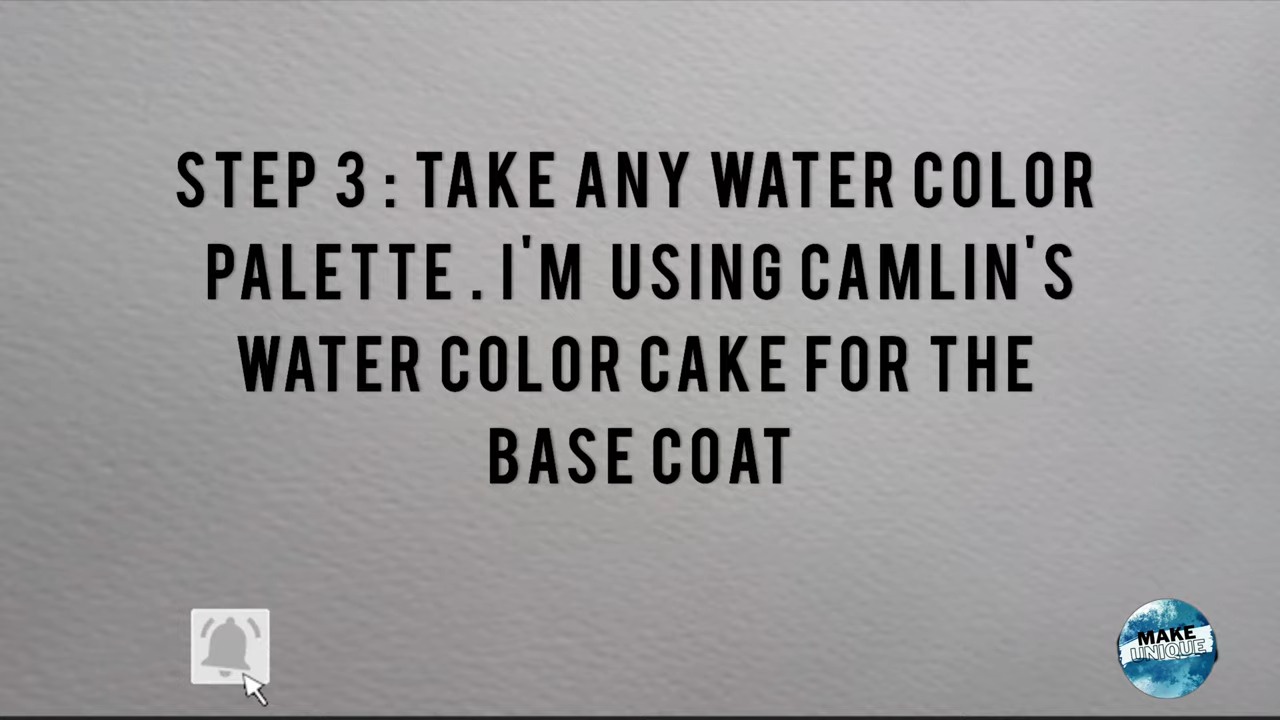 STEP 3 : TAKE ANY WATER COLOR
PALETTE . I'M USING CAMLIN'S
WATER COLOR CAKE FOR THE
BASE COAT
MAKE
UNIQUE